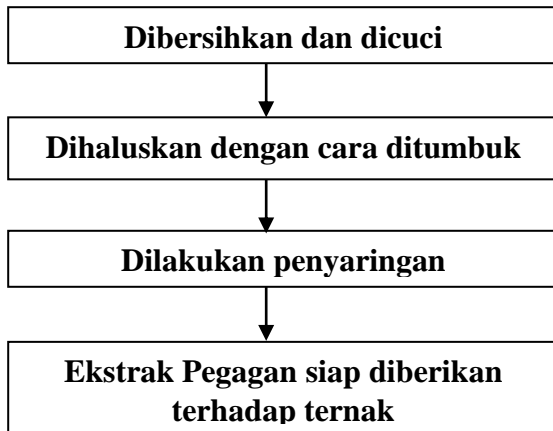 Dibersihkan dan dicuci
Dihaluskan dengan cara ditumbuk
Dilakukan penyaringan
Ekstrak Pegagan siap diberikan
terhadap ternak